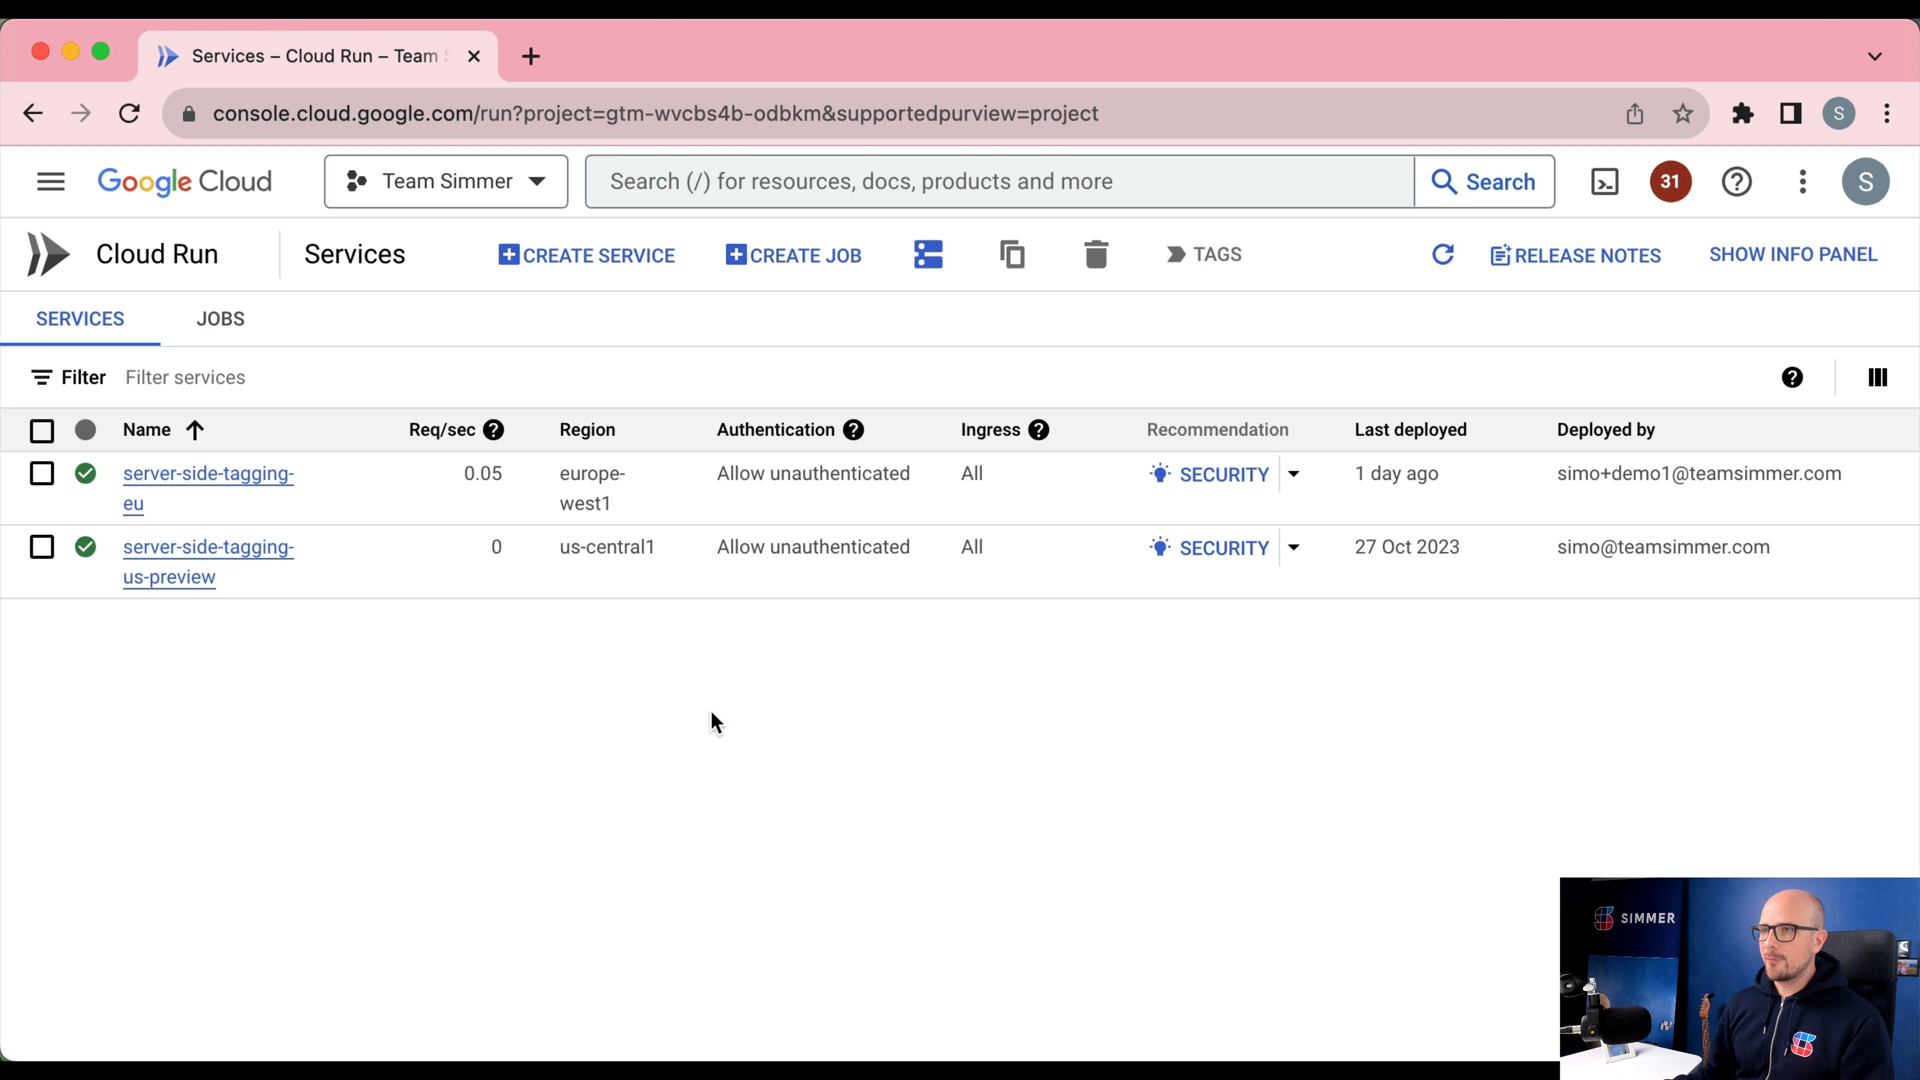 Services – Cloud Run – Team
console.cloud.google.com/run?project=gtm-wvcbs4b-odbkm&supportedpurview=project
S
Google Cloud
Team Simmer
Search (/) for resources, docs, products and more
Search
31
S
Cloud Run
Services
CREATE SERVICE
CREATE JOB
TAGS
RELEASE NOTES
SHOW INFO PANEL
SERVICES
JOBS
Filter
Filter services
Name
Req/sec
Region
Authentication
Ingress
Recommendation
Last deployed
Deployed by
server-side-tagging-
eu
0.05
europe-
west1
Allow unauthenticated
All
SECURITY
1 day ago
simo+demo1@teamsimmer.com
server-side-tagging-
us-preview
0
us-central1
Allow unauthenticated
All
SECURITY
27 Oct 2023
simo@teamsimmer.com
SIMMER